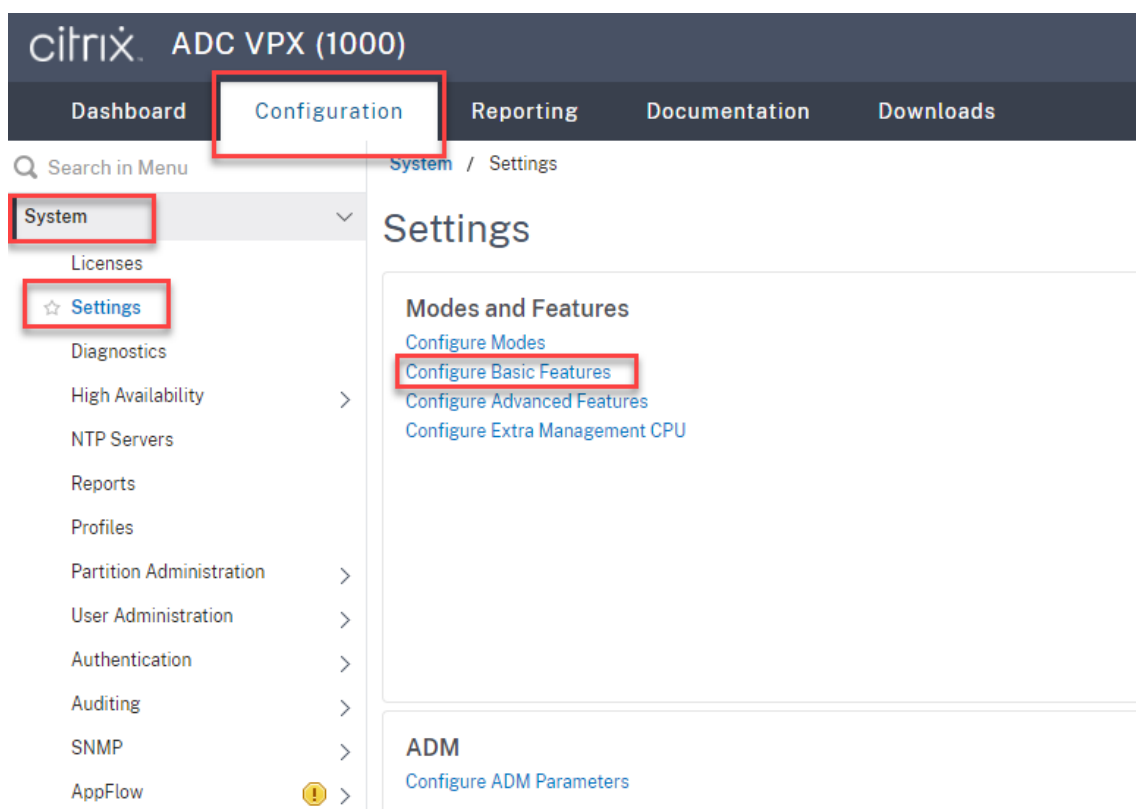 citrix. ADC VPX (1000)
Dashboard Configuration Reporting Documentation Downloads
Search in Menu
System / Settings
System
Settings
Licenses
Settings
Diagnostics
High Availability
NTP Servers
Reports
Profiles
Partition Administration
User Administration
Authentication
Auditing
SNMP
AppFlow
Modes and Features
Configure Modes
Configure Basic Features
Configure Advanced Features
Configure Extra Management CPU
ADM
Configure ADM Parameters